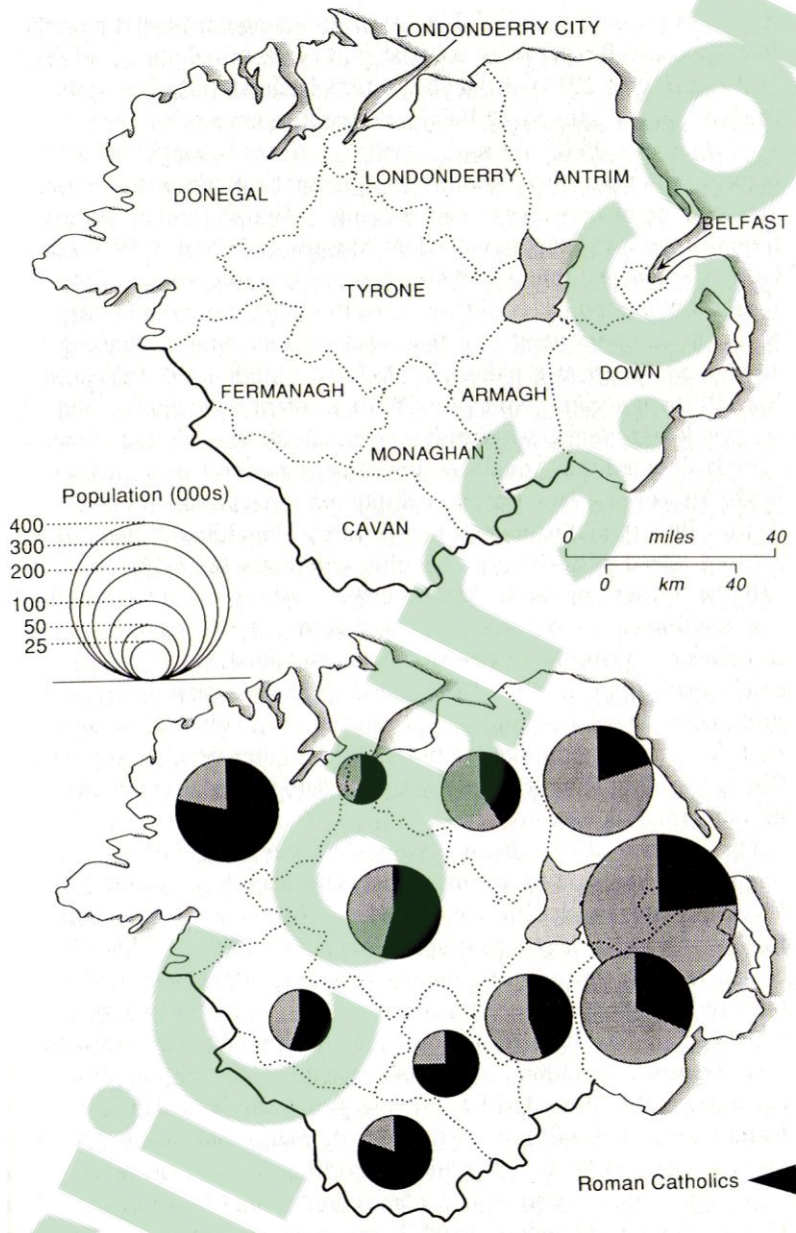 LONDONDERRY CITY
DONEGAL
LONDONDERRY
ANTRIM
BELFAST
TYRONE
FERMANAGH
ARMAGH
DOWN
MONAGHAN
CAVAN
Population (000s)
400
300
200
100
50
25
0 miles 40
0 km 40
Roman Catholics